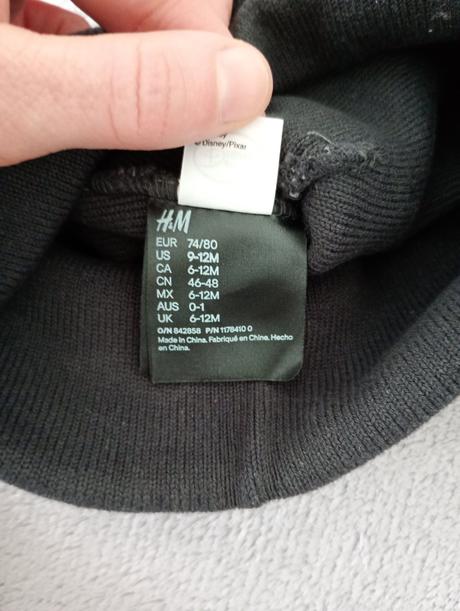 © Disney/Pixar
H&M
EUR 74/80
US 9-12M
CA 6-12M
CN 46-48
MX 6-12M
AUS 0-1
UK 6-12M
O/N 842858 P/N 1178410 0
Made in China. Fabriqué en China. Hecho
en China.